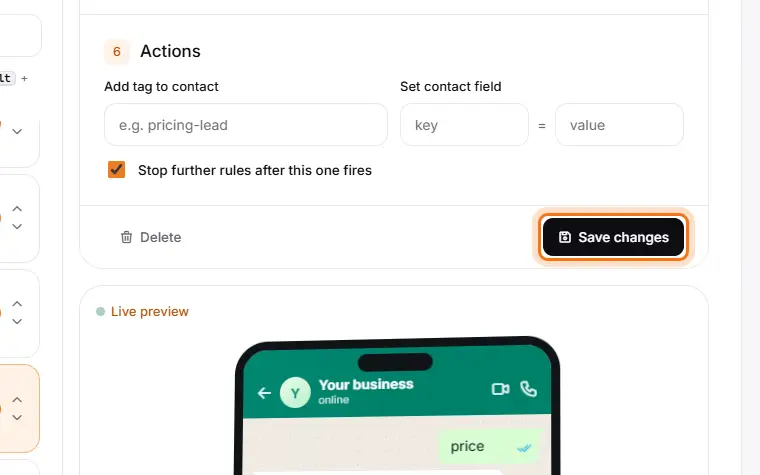 lt +
6 Actions
Add tag to contact
Set contact field
e.g. pricing-lead
key = value
Stop further rules after this one fires
Delete
Save changes
Live preview
Y
Your business
online
price